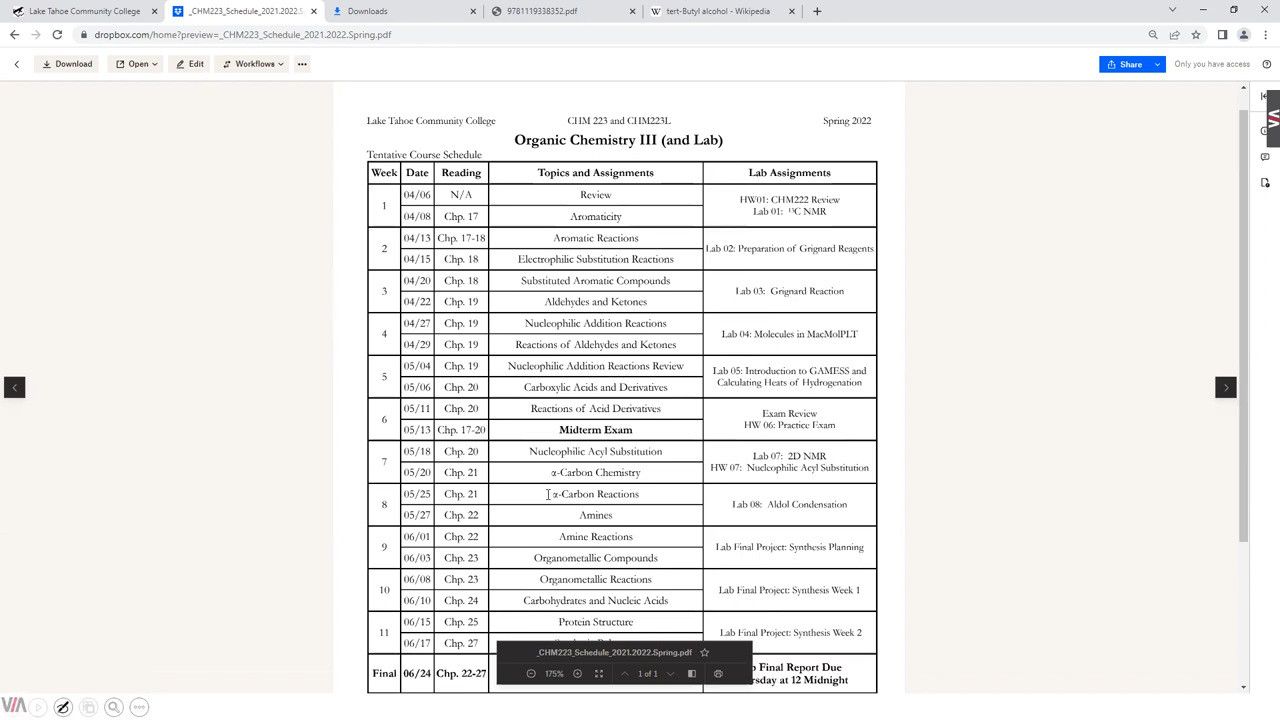 Lake Tahoe Community College
_CHM223_Schedule_2021.2022.S
Downloads
9781119338352.pdf
tert-Butyl alcohol - Wikipedia
dropbox.com/home?preview=_CHM223_Schedule_2021.2022.Spring.pdf
Download Open Edit Workflows Share Only you have access
Lake Tahoe Community College CHM 223 and CHM223L Spring 2022
Organic Chemistry III (and Lab)
Tentative Course Schedule
Week Date Reading Topics and Assignments Lab Assignments
1 04/06 N/A Review HW01: CHM222 Review
04/08 Chp. 17 Aromaticity Lab 01: ¹³C NMR
2 04/13 Chp. 17-18 Aromatic Reactions Lab 02: Preparation of Grignard Reagents
04/15 Chp. 18 Electrophilic Substitution Reactions
3 04/20 Chp. 18 Substituted Aromatic Compounds Lab 03: Grignard Reaction
04/22 Chp. 19 Aldehydes and Ketones
4 04/27 Chp. 19 Nucleophilic Addition Reactions Lab 04: Molecules in MacMolPLT
04/29 Chp. 19 Reactions of Aldehydes and Ketones
5 05/04 Chp. 19 Nucleophilic Addition Reactions Review Lab 05: Introduction to GAMESS and
05/06 Chp. 20 Carboxylic Acids and Derivatives Calculating Heats of Hydrogenation
6 05/11 Chp. 20 Reactions of Acid Derivatives Exam Review
05/13 Chp. 17-20 Midterm Exam HW 06: Practice Exam
7 05/18 Chp. 20 Nucleophilic Acyl Substitution Lab 07: 2D NMR
05/20 Chp. 21 α-Carbon Chemistry HW 07: Nucleophilic Acyl Substitution
8 05/25 Chp. 21 α-Carbon Reactions Lab 08: Aldol Condensation
05/27 Chp. 22 Amines
9 06/01 Chp. 22 Amine Reactions Lab Final Project: Synthesis Planning
06/03 Chp. 23 Organometallic Compounds
10 06/08 Chp. 23 Organometallic Reactions Lab Final Project: Synthesis Week 1
06/10 Chp. 24 Carbohydrates and Nucleic Acids
11 06/15 Chp. 25 Protein Structure Lab Final Project: Synthesis Week 2
06/17 Chp. 27
_CHM223_Schedule_2021.2022.Spring.pdf
175% 1 of 1
Final 06/24 Chp. 22-27 Final Report Due
at 12 Midnight
VIA